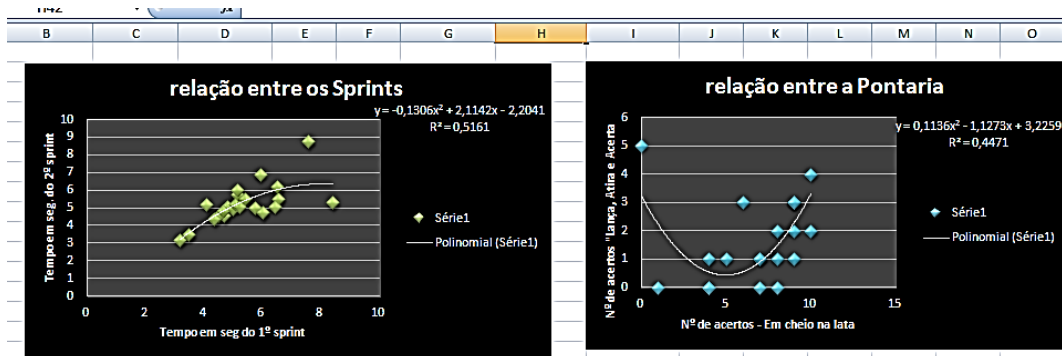 B C D E F G H I J K L M N O
relação entre os Sprints
y = -0,1306x² + 2,1142x - 2,2041
R² = 0,5161
Tempo em seg. do 2º sprint
10
9
8
7
6
5
4
3
2
1
0
0 2 4 6 8 10
Tempo em seg do 1º sprint
Série1
Polinomial (Série1)
relação entre a Pontaria
y = 0,1136x² - 1,1273x + 3,2259
R² = 0,4471
Nº de acertos "Lança, Atira e Acerta
6
5
4
3
2
1
0
0 5 10 15
Nº de acertos - Em cheio na lata
Série1
Polinomial (Série1)